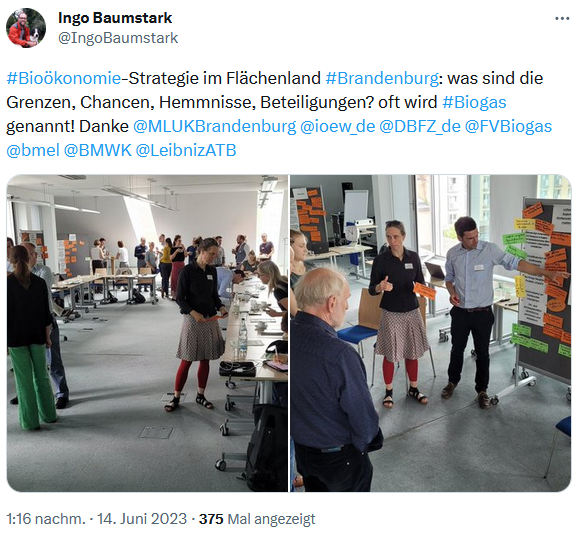 Ingo Baumstark
@IngoBaumstark
#Bioökonomie-Strategie im Flächenland #Brandenburg: was sind die
Grenzen, Chancen, Hemmnisse, Beteiligungen? oft wird #Biogas
genannt! Danke @MLUKBrandenburg @ioew_de @DBFZ_de @FVBiogas
@bmel @BMWK @LeibnizATB
1:16 nachm. · 14. Juni 2023 · 375 Mal angezeigt